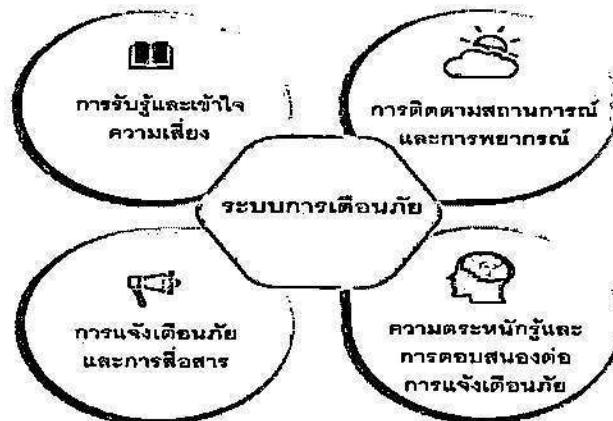 การรับรู้และเข้าใจ
ความเสี่ยง
การติดตามสถานการณ์
และการพยากรณ์
ระบบการเตือนภัย
การแจ้งเตือนภัย
และการสื่อสาร
ความตระหนักรู้และ
การตอบสนองต่อ
การแจ้งเตือนภัย